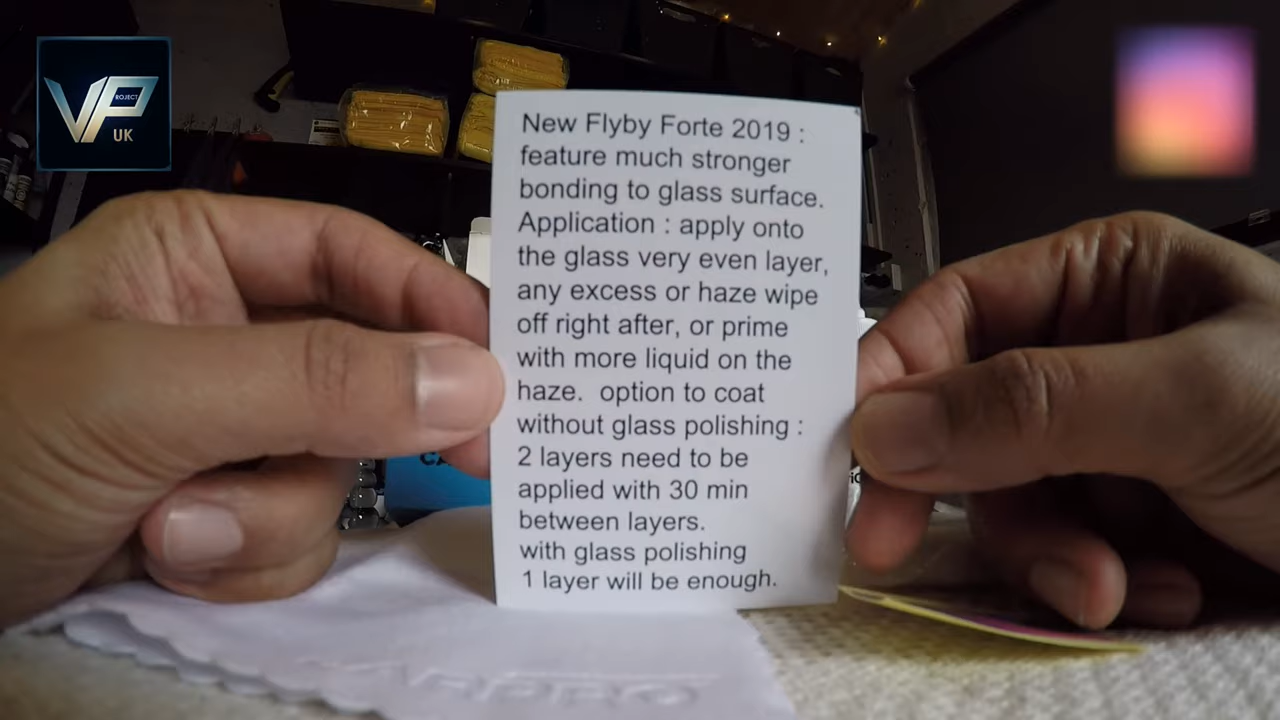 VP
ROJECT
UK
New Flyby Forte 2019 :
feature much stronger
bonding to glass surface.
Application : apply onto
the glass very even layer,
any excess or haze wipe
off right after, or prime
with more liquid on the
haze.  option to coat
without glass polishing :
2 layers need to be
applied with 30 min
between layers.
with glass polishing
1 layer will be enough.
CARPRO